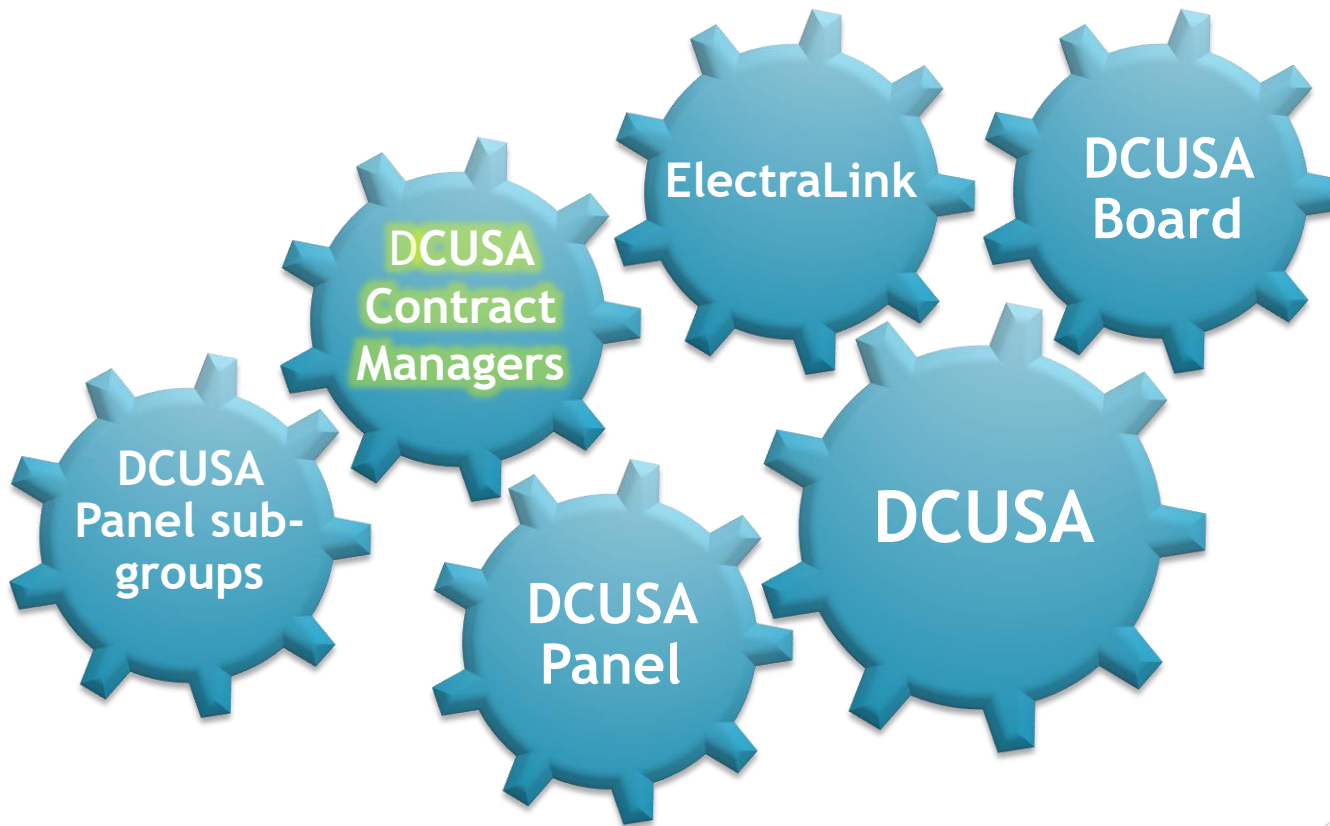 ElectraLink
DCUSA
Board
DCUSA
Contract
Managers
DCUSA
Panel sub-
groups
DCUSA
Panel
DCUSA